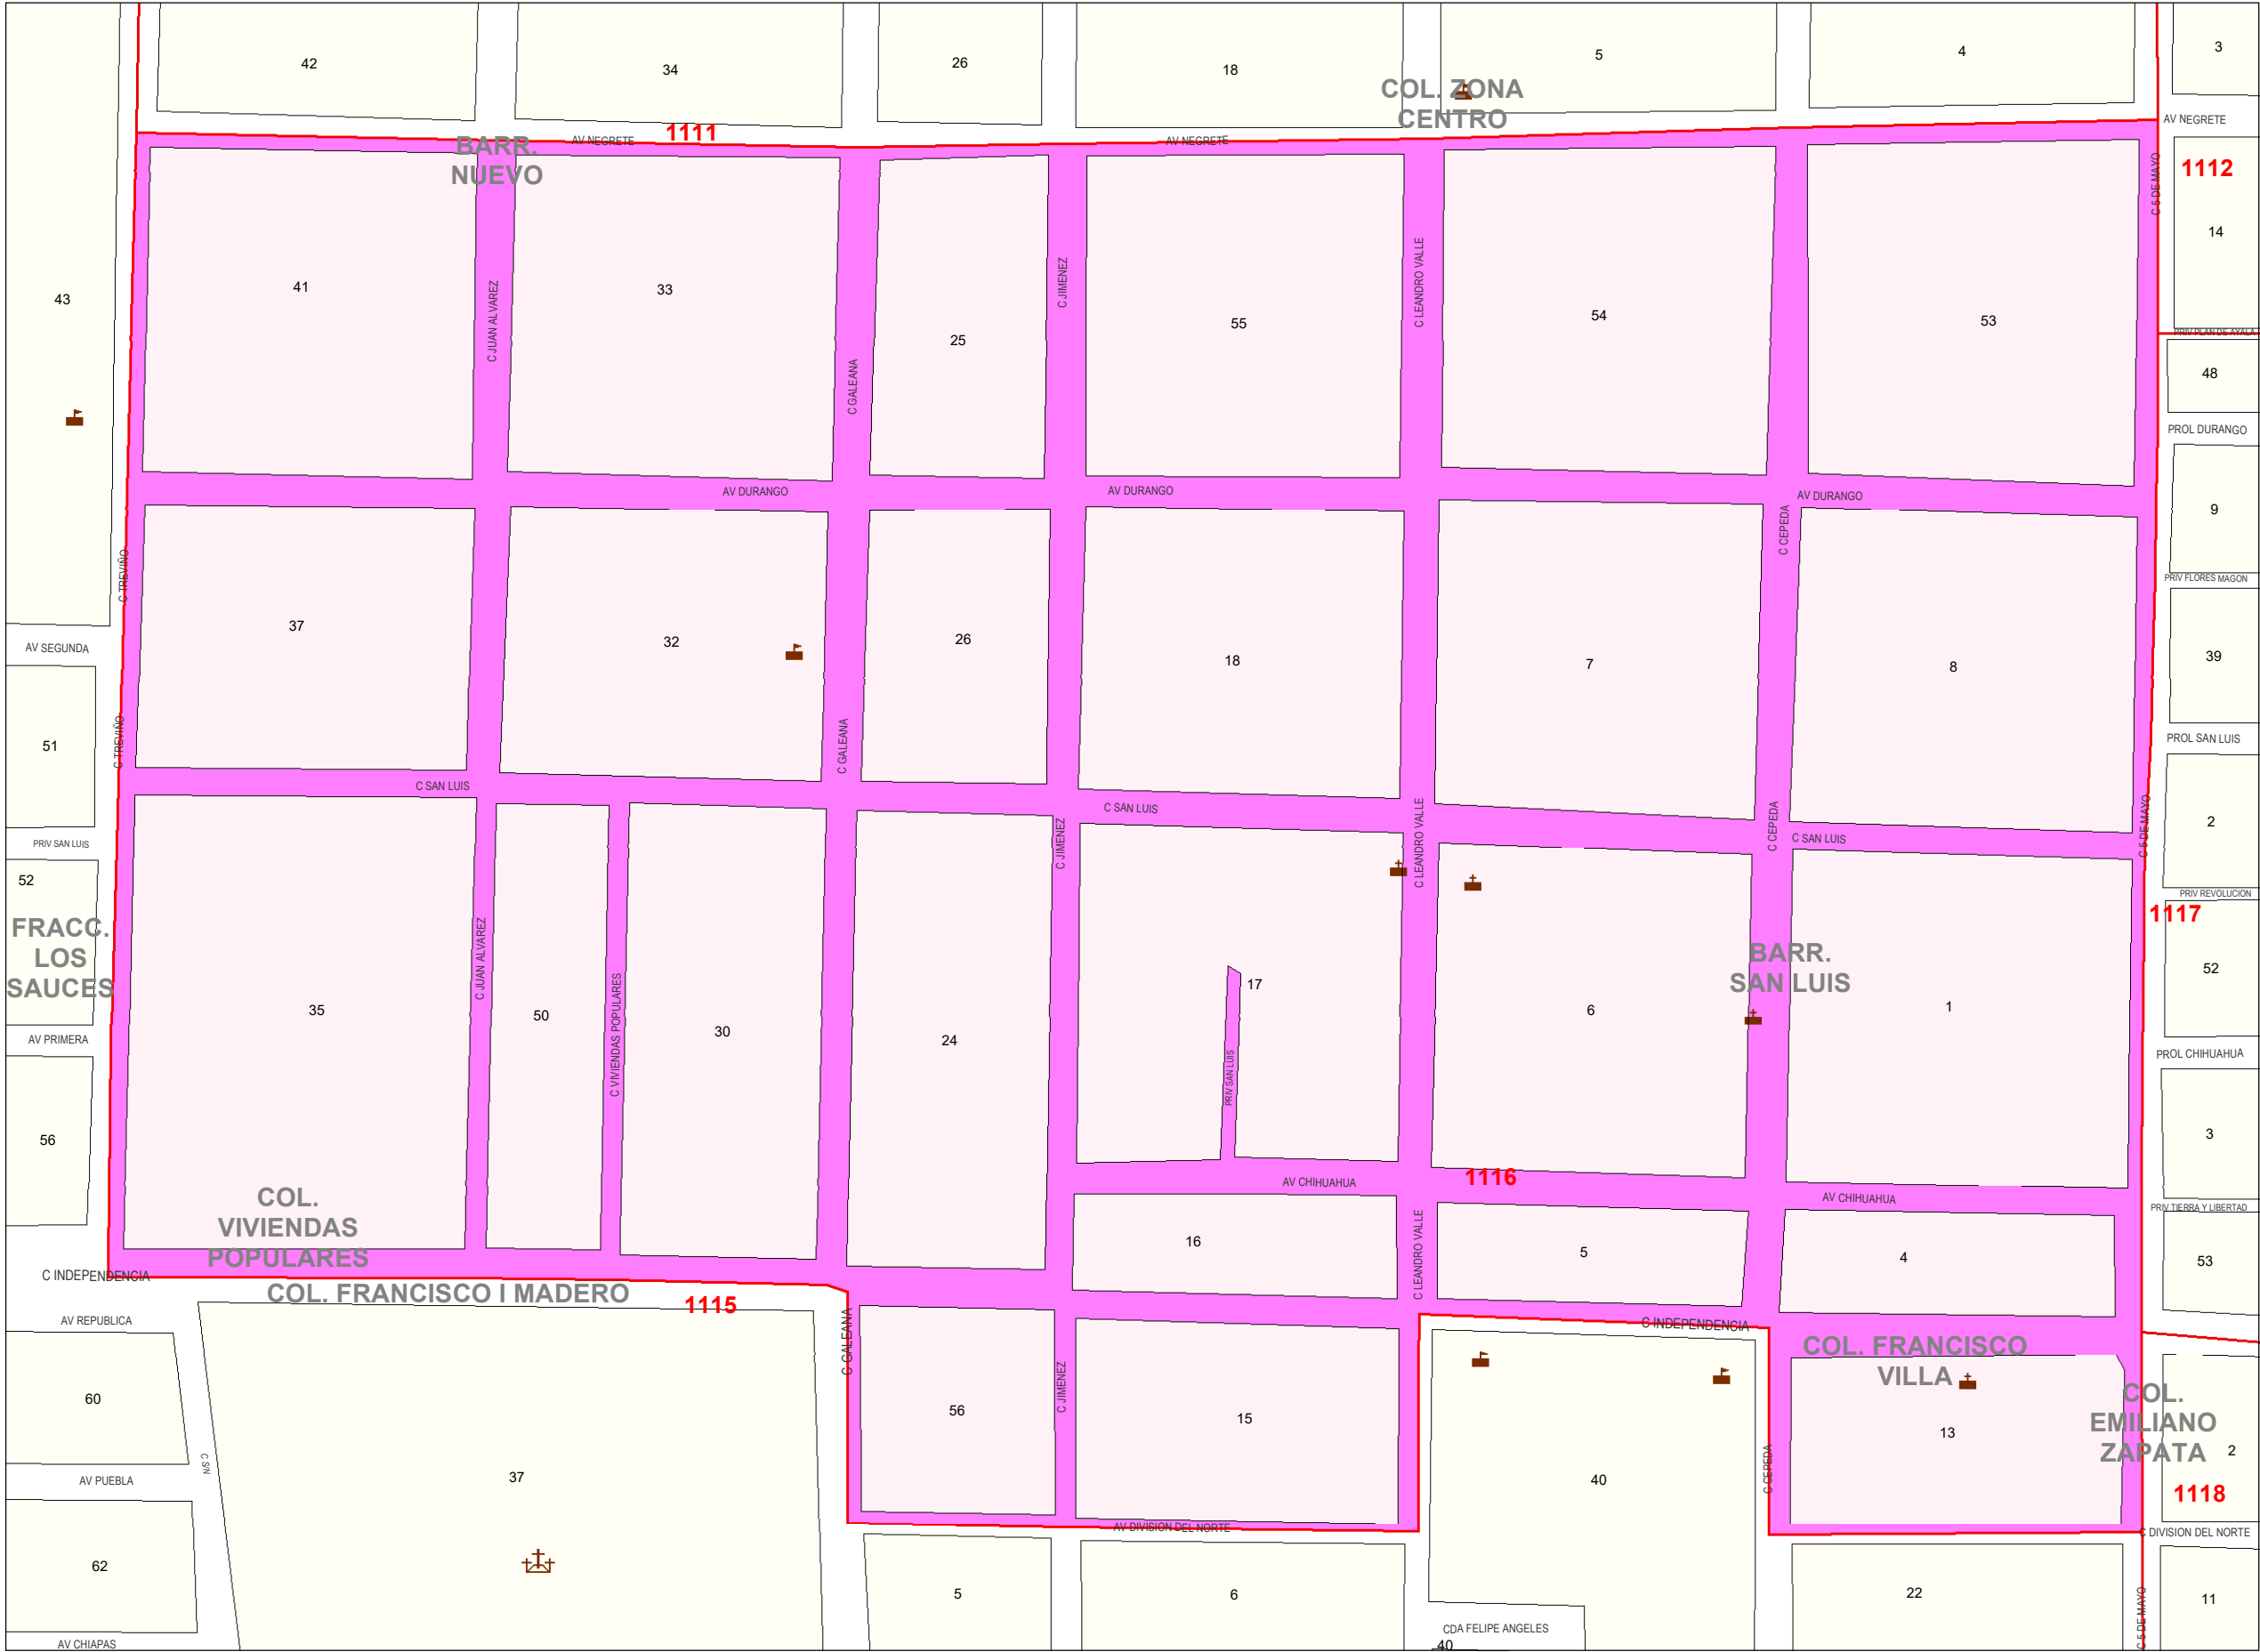 42
34
26
18
5
4
3
COL. ZONA
CENTRO
AV NEGRETE
1111
BARR.
NUEVO
AV NEGRETE
AV NEGRETE
C 5 DE MAYO
1112
14
41
33
25
55
54
53
43
C JUAN ALVAREZ
C GALEANA
C JIMENEZ
C LEANDRO VALLE
PRIV PLAN DE AYALA
48
PROL DURANGO
AV DURANGO
AV DURANGO
AV DURANGO
9
C CEPEDA
C TREVIÑO
PRIV FLORES MAGON
37
32
26
18
7
8
39
AV SEGUNDA
51
C TREVIÑO
C GALEANA
PROL SAN LUIS
C SAN LUIS
C SAN LUIS
C SAN LUIS
C JIMENEZ
C LEANDRO VALLE
C CEPEDA
C 5 DE MAYO
2
PRIV SAN LUIS
52
PRIV REVOLUCION
1117
FRACC.
LOS
SAUCES
C JUAN ALVAREZ
BARR.
SAN LUIS
52
35
50
C VIVIENDAS POPULARES
30
24
17
PRIV SAN LUIS
6
1
AV PRIMERA
PROL CHIHUAHUA
56
3
AV CHIHUAHUA
1116
AV CHIHUAHUA
PRIV TIERRA Y LIBERTAD
COL.
VIVIENDAS
POPULARES
16
C LEANDRO VALLE
5
4
53
C INDEPENDENCIA
COL. FRANCISCO I MADERO
1115
AV REPUBLICA
C GALEANA
C INDEPENDENCIA
COL. FRANCISCO
VILLA
COL.
EMILIANO
ZAPATA
60
56
C JIMENEZ
15
13
2
C S/N
37
40
C CEPEDA
AV PUEBLA
1118
AV DIVISION DEL NORTE
C DIVISION DEL NORTE
62
5
6
22
11
C 5 DE MAYO
CDA FELIPE ANGELES
40
AV CHIAPAS